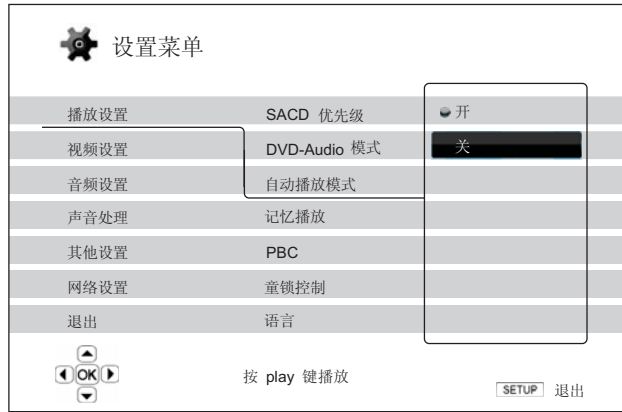 设置菜单
播放设置 SACD 优先级 开
视频设置 DVD-Audio 模式 关
音频设置 自动播放模式
声音处理 记忆播放
其他设置 PBC
网络设置 童锁控制
退出 语言
OK 按 play 键播放 SETUP 退出